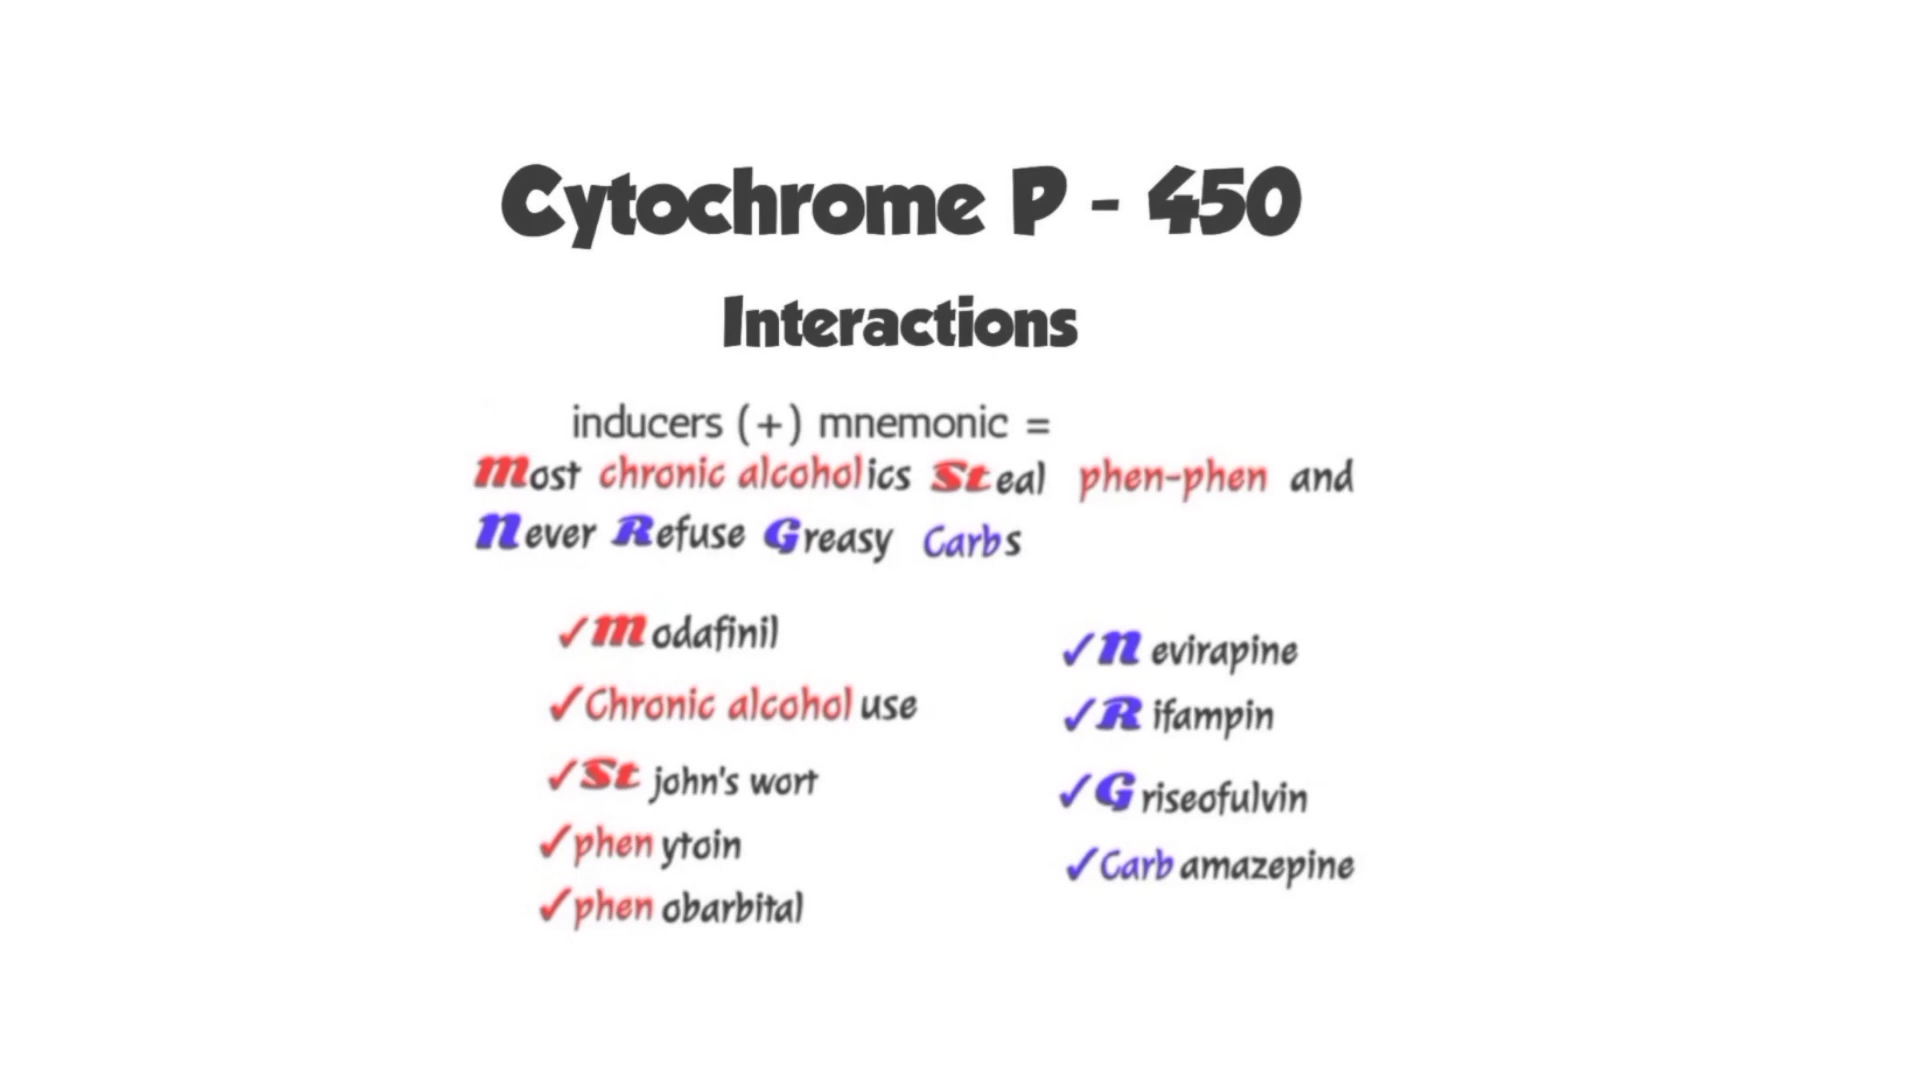 Cytochrome P - 450
Interactions
inducers (+) mnemonic =
Most chronic alcoholics Steal phen-phen and
Never Refuse Greasy Carbs
✓Modafinil
✓Chronic alcohol use
✓St john's wort
✓phenytoin
✓phenobarbital
✓Nevirapine
✓Rifampin
✓Griseofulvin
✓Carbamazepine